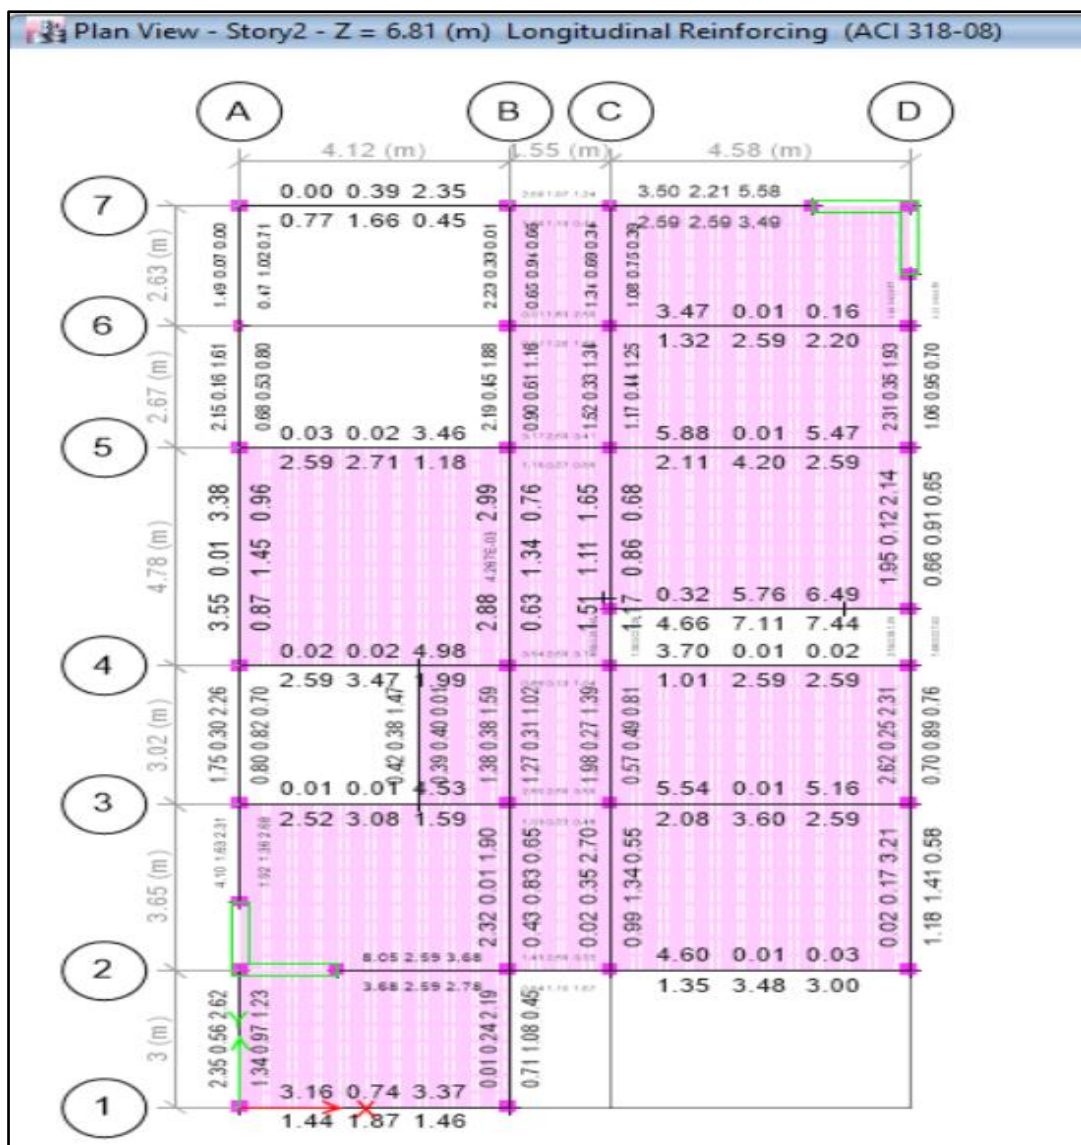 Plan View - Story2 - Z = 6.81 (m) Longitudinal Reinforcing (ACI 318-08)
A B C D
4.12 (m) 1.55 (m) 4.58 (m)
7
0.00 0.39 2.35
3.50 2.21 5.58
0.77 1.66 0.45
2.59 2.59 3.49
2.63 (m)
1.49 0.07 0.00
0.47 1.02 0.71
2.23 0.33 0.01
0.65 0.94 0.66
1.34 0.69 0.34
1.08 0.75 0.39
6
3.47 0.01 0.16
1.32 2.59 2.20
2.67 (m)
2.15 0.16 1.61
0.68 0.53 0.80
2.19 0.45 1.88
0.90 0.61 1.16
1.52 0.33 1.34
1.17 0.44 1.25
2.31 0.35 1.93
1.06 0.95 0.70
5
0.03 0.02 3.46
5.88 0.01 5.47
2.59 2.71 1.18
2.11 4.20 2.59
4.78 (m)
3.55 0.01 3.38
0.87 1.45 0.96
2.88 4.267E-03 2.99
0.63 1.34 0.76
1.51 1.11 1.65
1.17 0.86 0.68
1.95 0.12 2.14
0.66 0.91 0.65
0.32 5.76 6.49
4.66 7.11 7.44
4
0.02 0.02 4.98
3.70 0.01 0.02
2.59 3.47 1.99
1.01 2.59 2.59
3.02 (m)
1.75 0.30 2.26
0.80 0.82 0.70
0.42 0.38 1.47
0.39 0.40 0.01
1.38 0.38 1.59
1.27 0.31 1.02
1.98 0.27 1.39
0.57 0.49 0.81
2.62 0.25 2.31
0.70 0.89 0.76
3
0.01 0.01 4.53
5.54 0.01 5.16
2.52 3.08 1.59
2.08 3.60 2.59
3.65 (m)
4.10 1.63 2.31
1.92 1.36 2.68
2.32 0.01 1.90
0.43 0.83 0.65
0.02 0.35 2.70
0.99 1.34 0.55
0.02 0.17 3.21
1.18 1.41 0.58
2
8.05 2.59 3.68
4.60 0.01 0.03
3.68 2.59 2.78
1.35 3.48 3.00
3 (m)
2.35 0.56 2.62
1.34 0.97 1.23
0.01 0.24 2.19
0.71 1.08 0.45
1
3.16 0.74 3.37
1.44 1.87 1.46